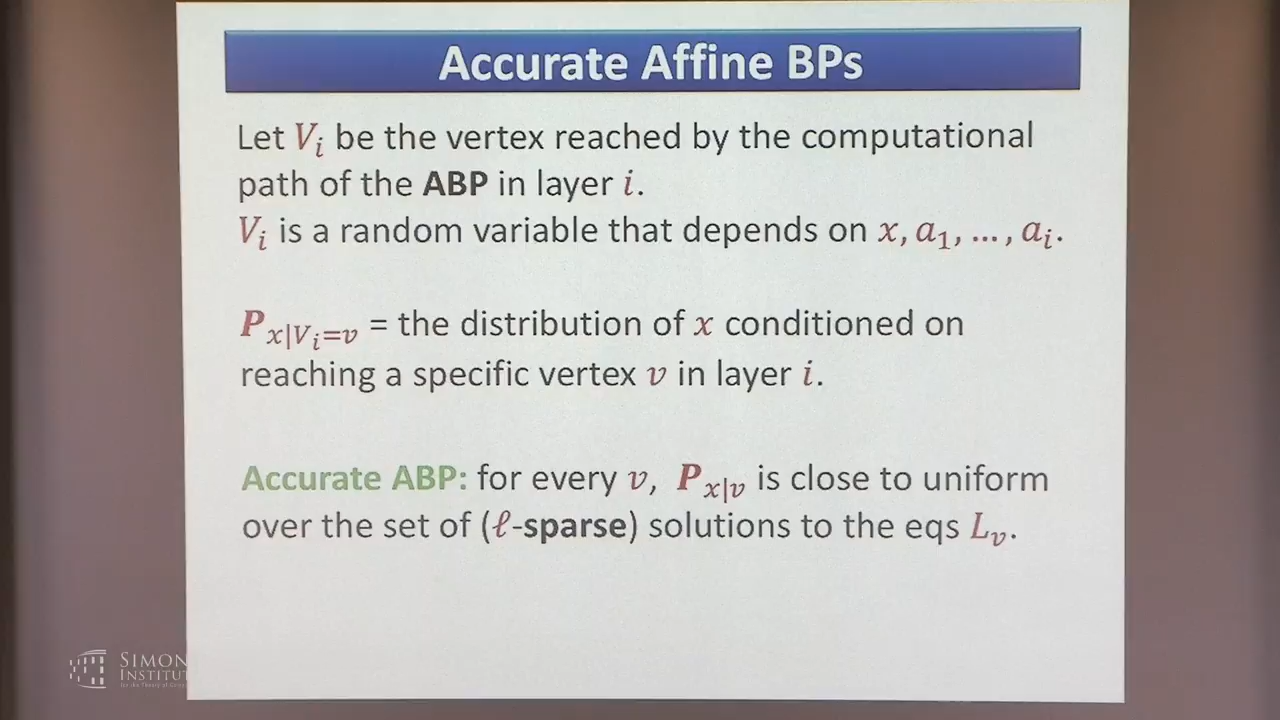 Accurate Affine BPs
Let V_i be the vertex reached by the computational
path of the ABP in layer i.
V_i is a random variable that depends on x, a_1, ... , a_i.
P_{x|V_i=v} = the distribution of x conditioned on
reaching a specific vertex v in layer i.
Accurate ABP: for every v, P_{x|v} is close to uniform
over the set of (ℓ-sparse) solutions to the eqs L_v.